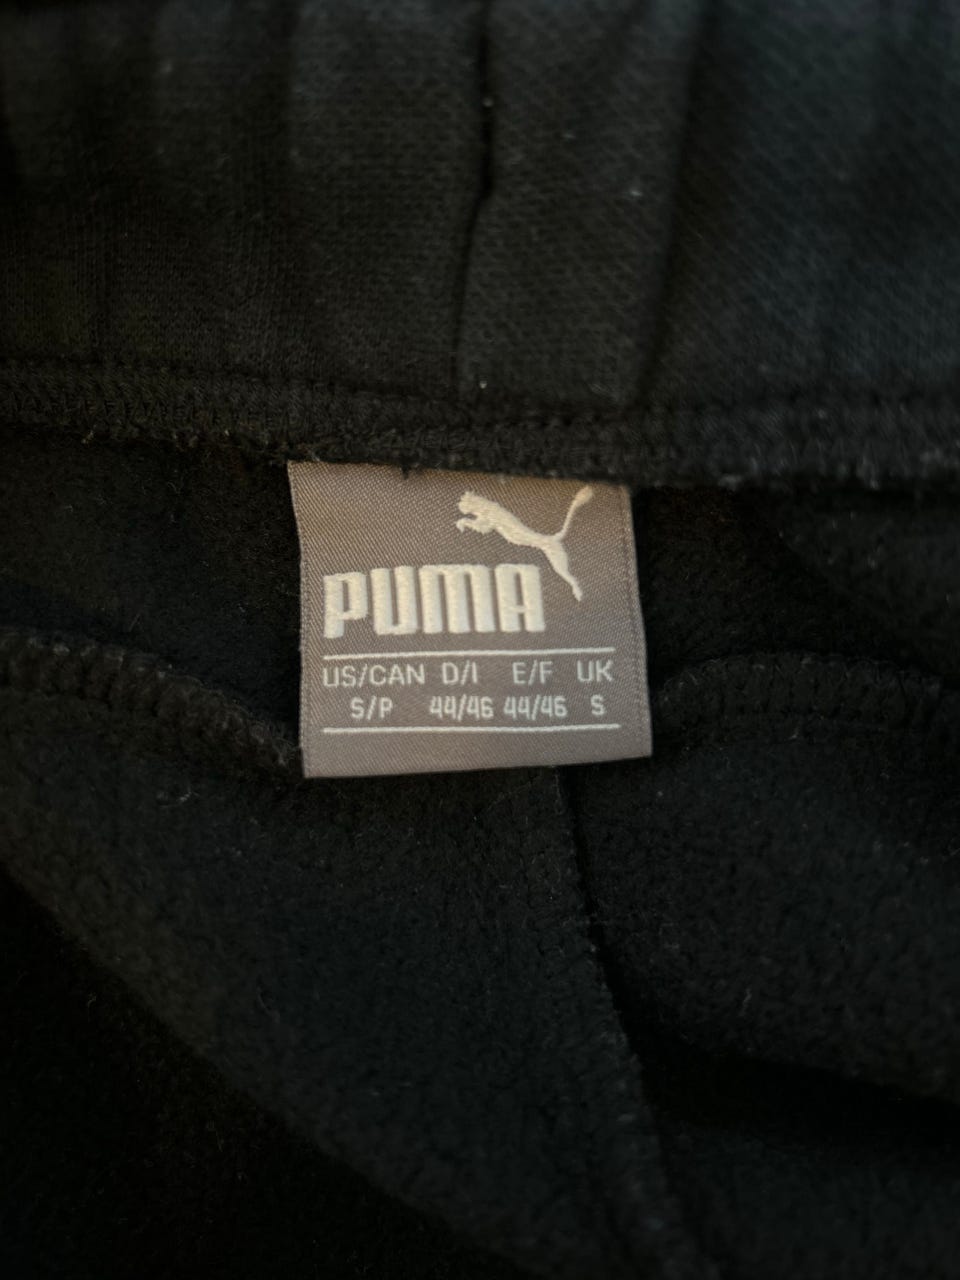 PUMA
US/CAN D/I E/F UK
S/P 44/46 44/46 S